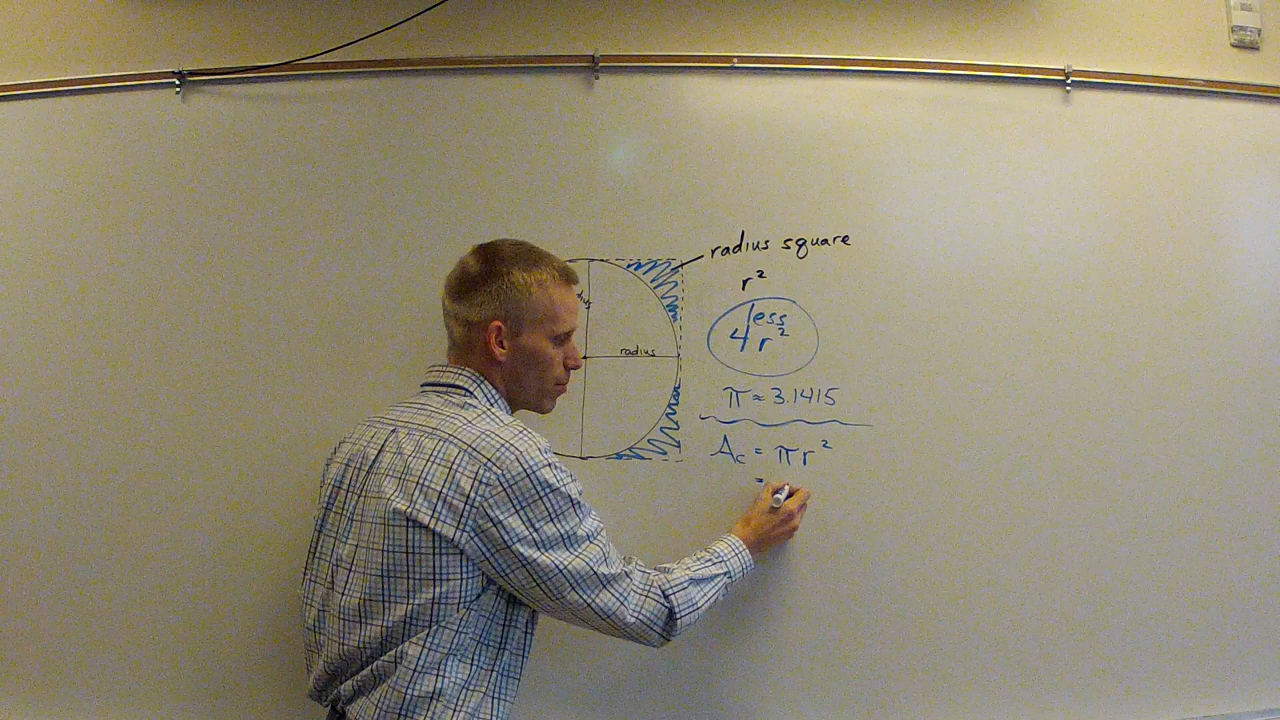 radius square
r²
less
4r²
radius
π ≈ 3.1415
A꜀ = πr²
=